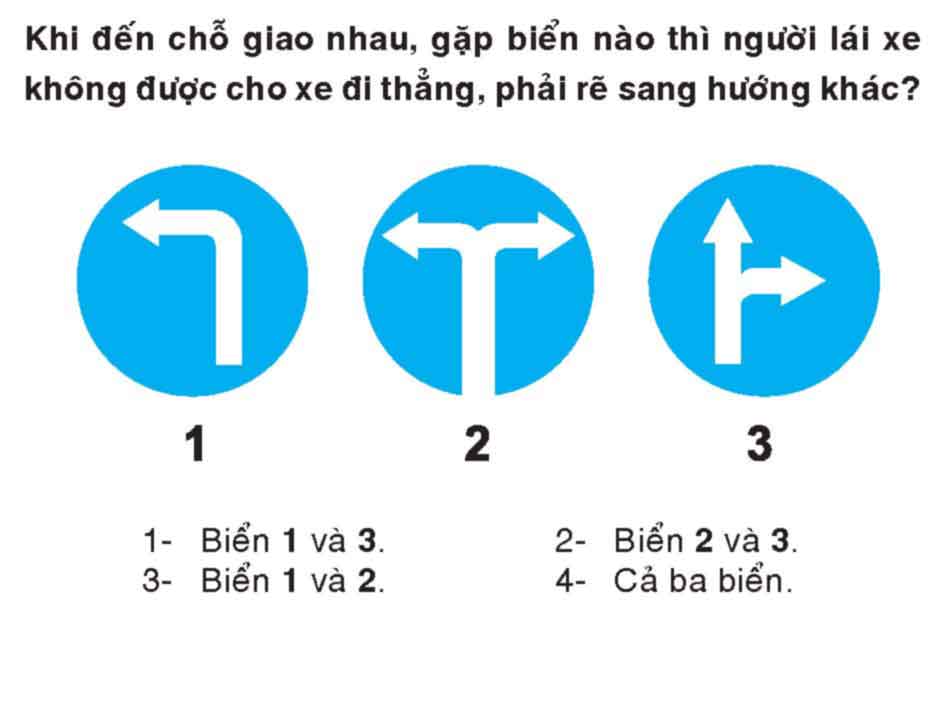 Khi đến chỗ giao nhau, gặp biển nào thì người lái xe
không được cho xe đi thẳng, phải rẽ sang hướng khác?
1 2 3
1- Biển 1 và 3. 2- Biển 2 và 3.
3- Biển 1 và 2. 4- Cả ba biển.